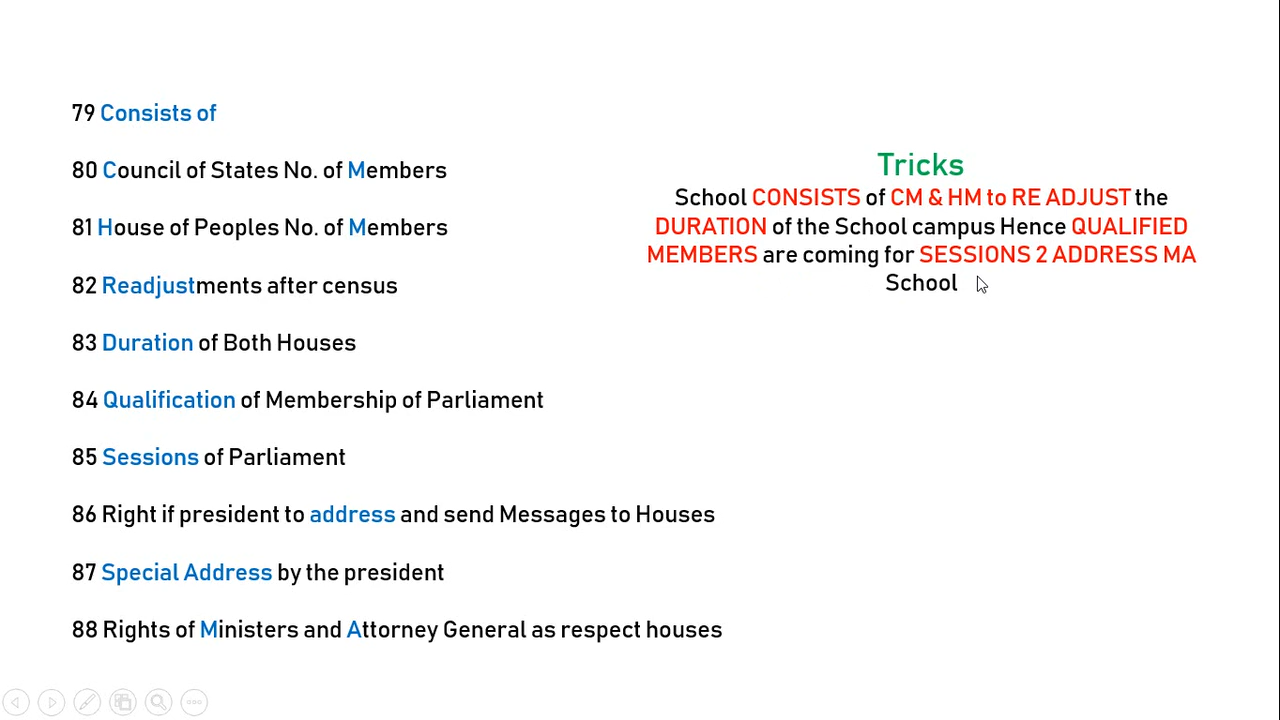 79 Consists of
80 Council of States No. of Members
81 House of Peoples No. of Members
82 Readjustments after census
83 Duration of Both Houses
84 Qualification of Membership of Parliament
85 Sessions of Parliament
86 Right if president to address and send Messages to Houses
87 Special Address by the president
88 Rights of Ministers and Attorney General as respect houses
Tricks
School CONSISTS of CM & HM to RE ADJUST the
DURATION of the School campus Hence QUALIFIED
MEMBERS are coming for SESSIONS 2 ADDRESS MA
School